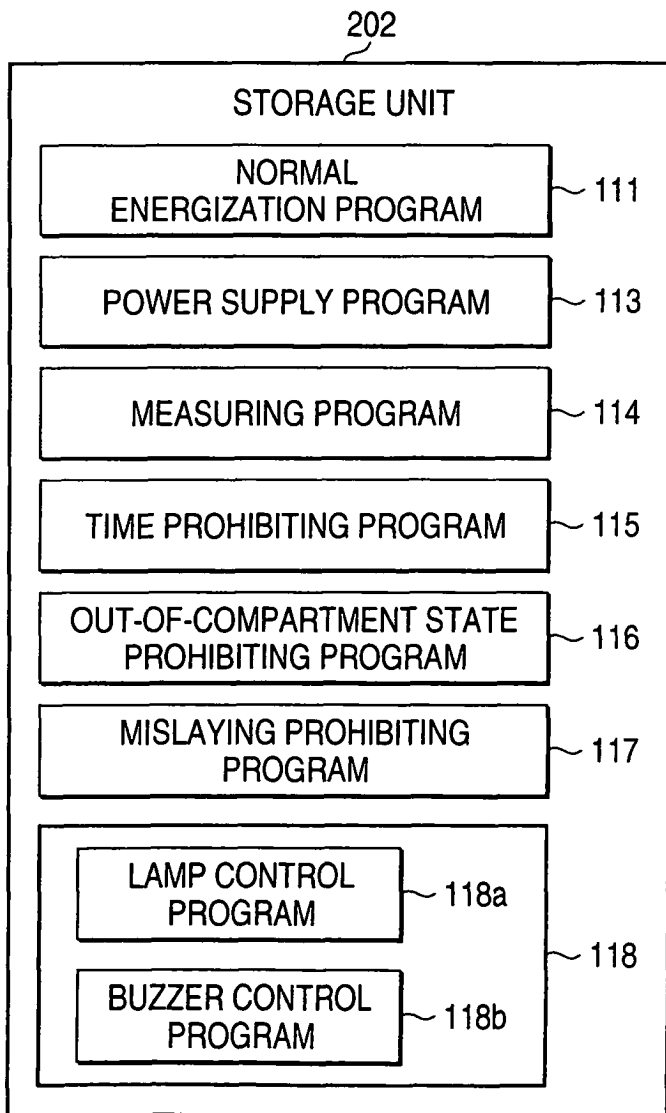 202
STORAGE UNIT
NORMAL
ENERGIZATION PROGRAM
111
POWER SUPPLY PROGRAM
113
MEASURING PROGRAM
114
TIME PROHIBITING PROGRAM
115
OUT-OF-COMPARTMENT STATE
PROHIBITING PROGRAM
116
MISLAYING PROHIBITING
PROGRAM
117
LAMP CONTROL
PROGRAM
118a
118
BUZZER CONTROL
PROGRAM
118b